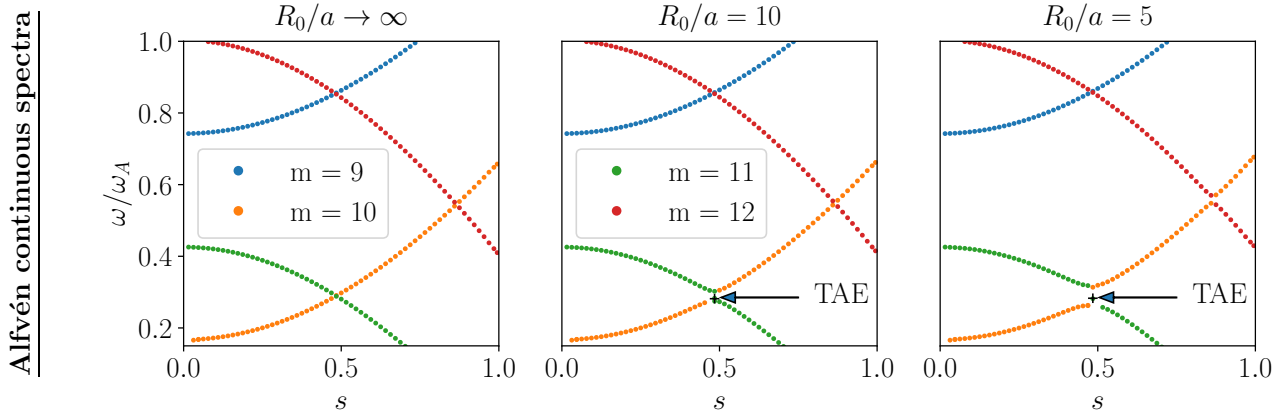 Alfvén continuous spectra
R₀/a → ∞
R₀/a = 10
R₀/a = 5
ω/ω_A
1.0
0.8
0.6
0.4
0.2
m = 9
m = 10
m = 11
m = 12
TAE
TAE
0.0 0.5 1.0
0.0 0.5 1.0
0.0 0.5 1.0
s
s
s